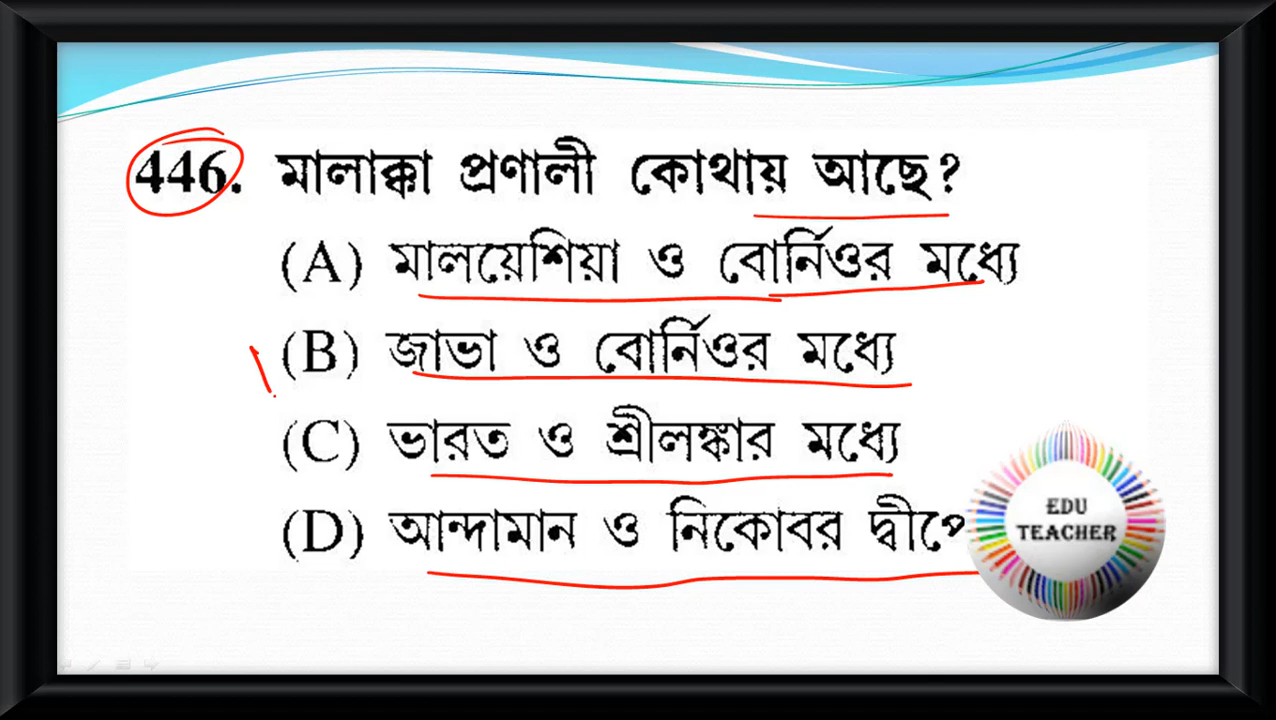 446. মালাক্কা প্রণালী কোথায় আছে?
(A) মালয়েশিয়া ও বোর্নিওর মধ্যে
(B) জাভা ও বোর্নিওর মধ্যে
(C) ভারত ও শ্রীলঙ্কার মধ্যে
(D) আন্দামান ও নিকোবর
EDU
TEACHER